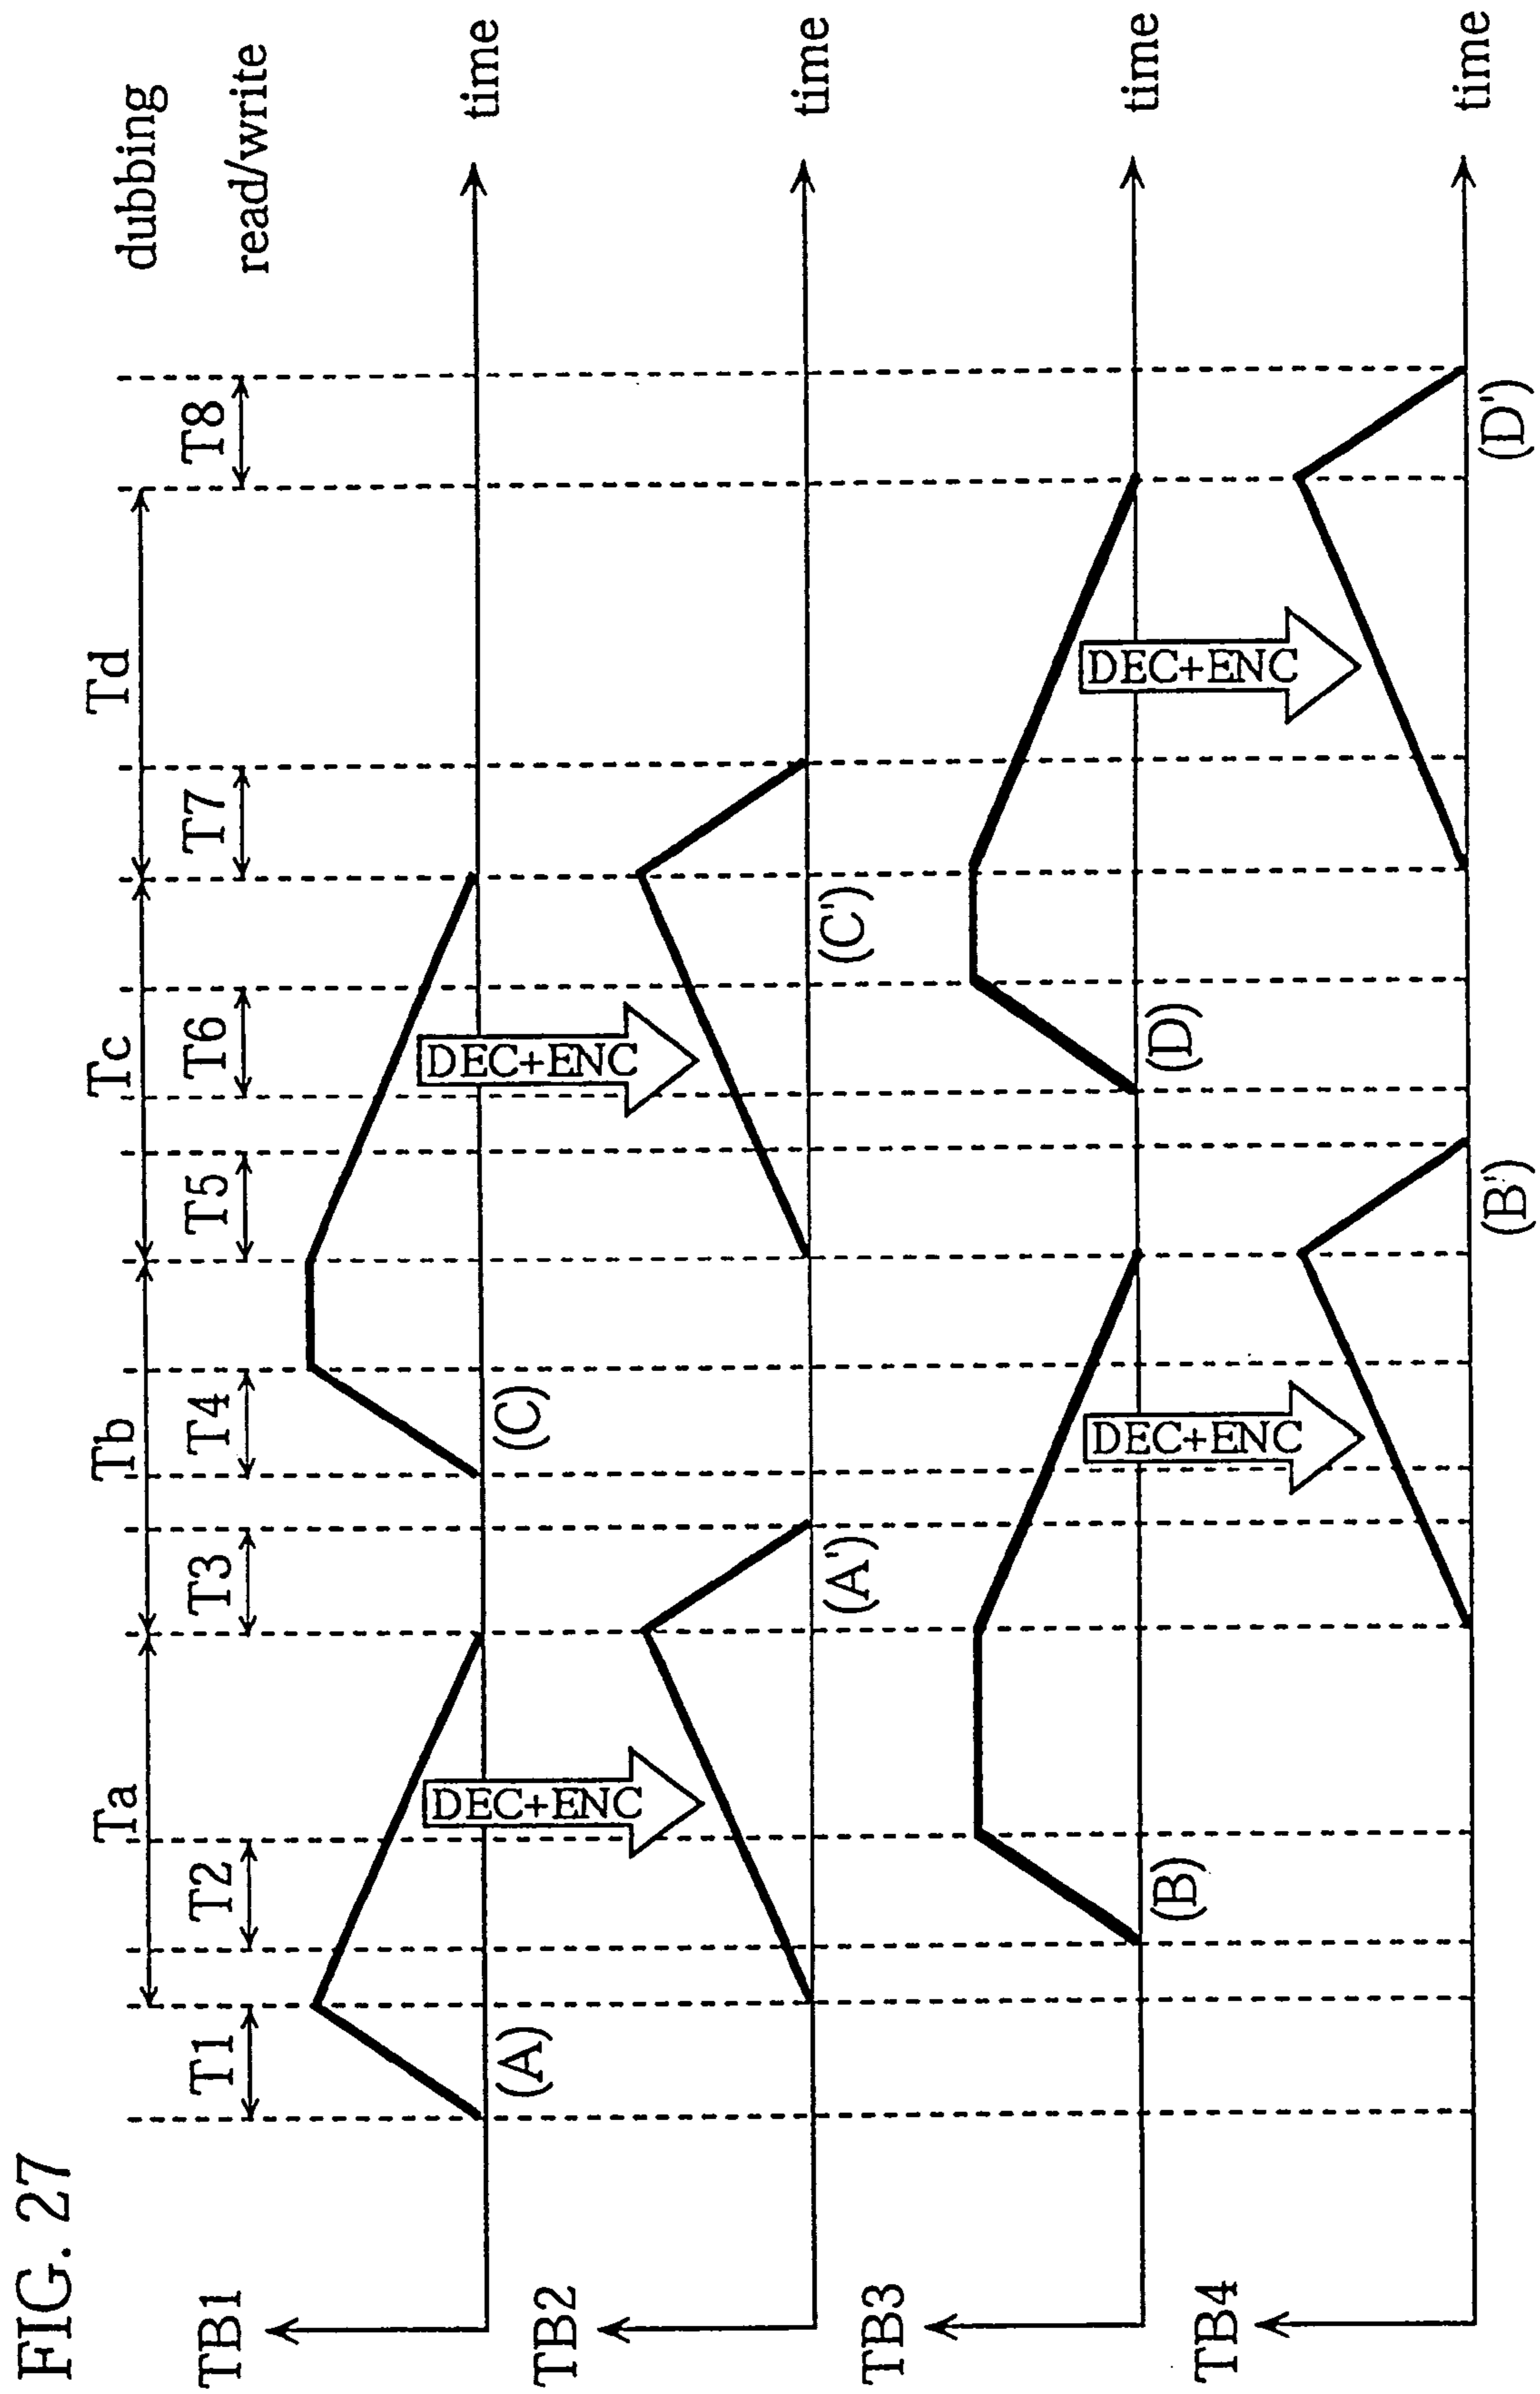 FIG. 27
Ta Tb Tc Td dubbing
T1 T2 T3 T4 T5 T6 T7 T8 read/write
TB1
time
(A)
(C)
DEC+ENC
DEC+ENC
TB2
time
(A')
(C')
TB3
time
(B)
(D)
DEC+ENC
DEC+ENC
TB4
time
(B')
(D')